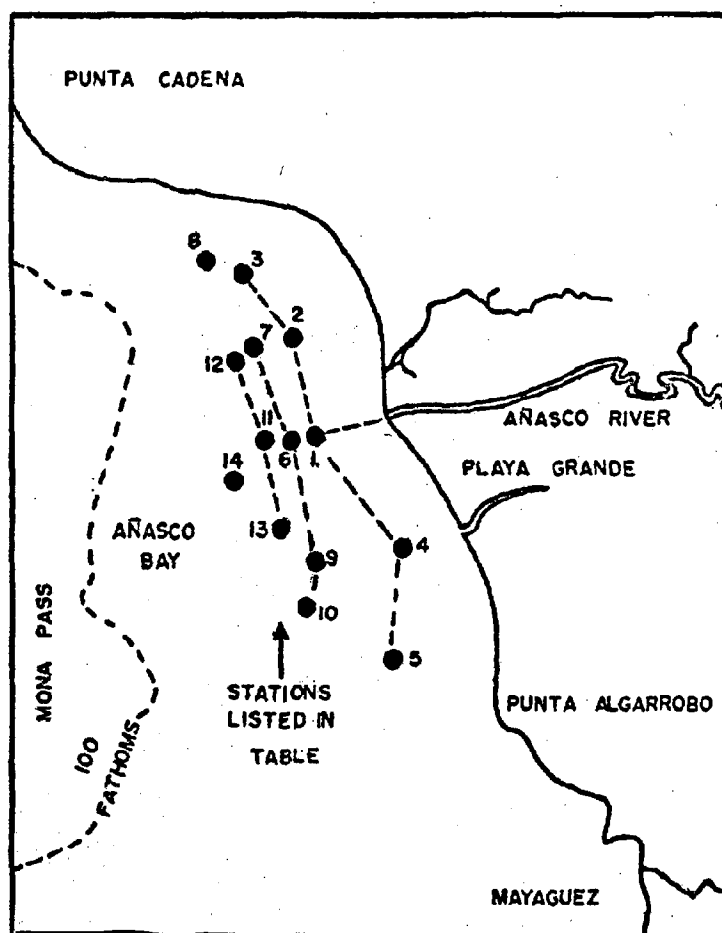 PUNTA CADENA
8
3
2
7
12
11
6
1.
AÑASCO RIVER
14
PLAYA GRANDE
13
AÑASCO
BAY
4
9
10
5
MONA PASS
STATIONS
LISTED IN
TABLE
PUNTA ALGARROBO
100
FATHOMS
MAYAGUEZ